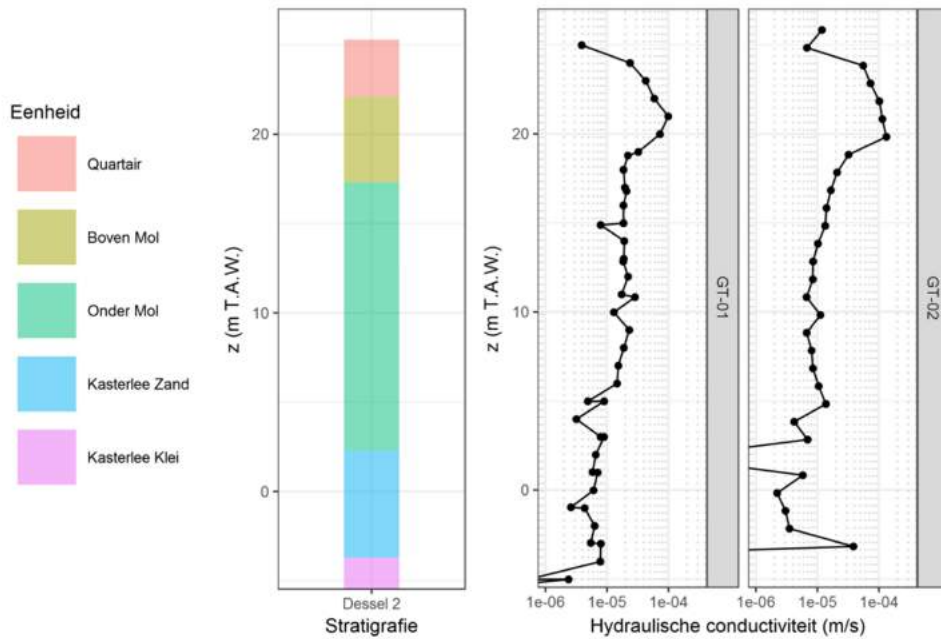 Eenheid
Quartair
Boven Mol
Onder Mol
Kasterlee Zand
Kasterlee Klei
z (m T.A.W.)
20
10
0
Dessel 2
Stratigrafie
z (m T.A.W.)
20
10
0
GT-01
GT-02
1e-06 1e-05 1e-04
1e-06 1e-05 1e-04
Hydraulische conductiviteit (m/s)